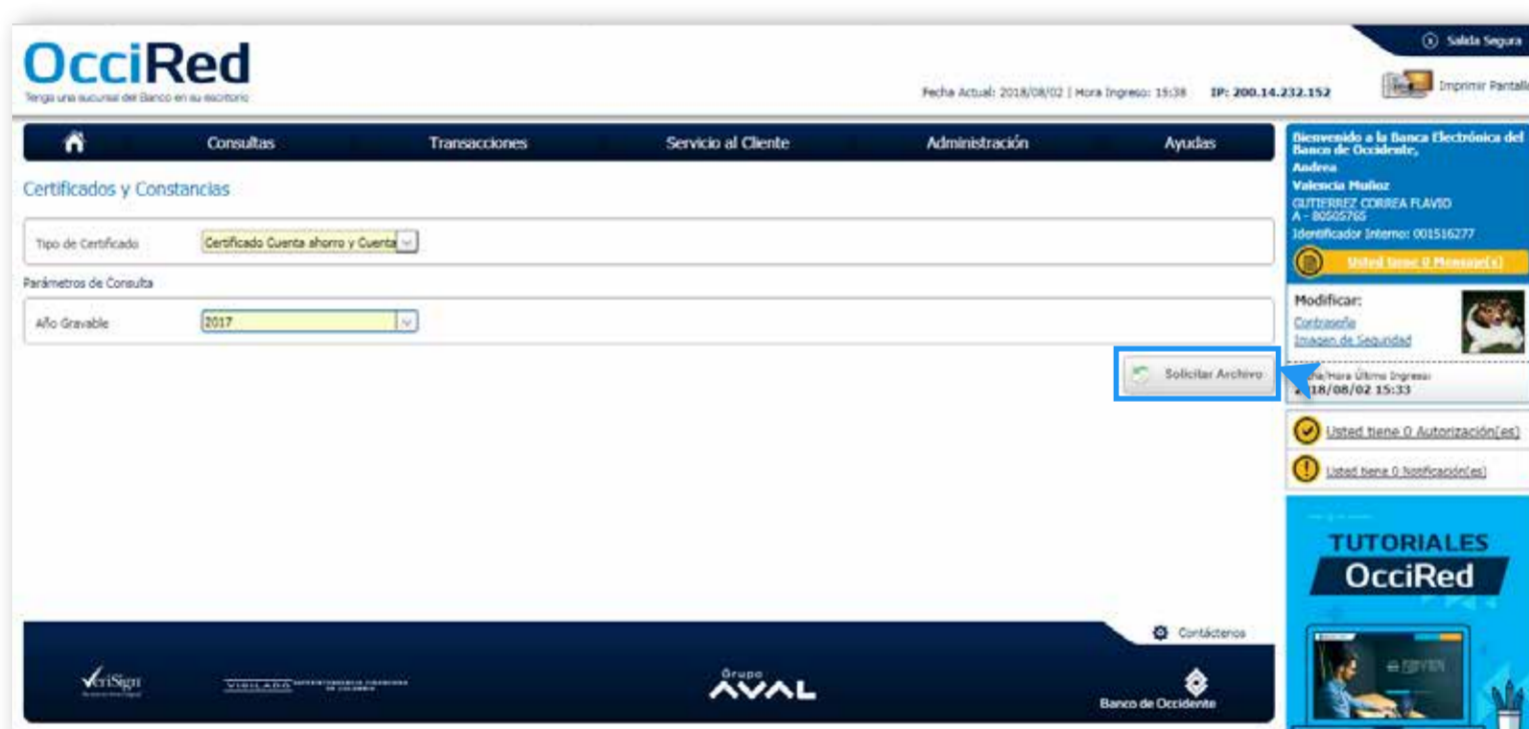 OcciRed
Tenga una sucursal del Banco en su escritorio
Salida Segura
Fecha Actual: 2018/08/02 | Hora Ingreso: 15:38 IP: 200.14.232.152
Imprimir Pantalla
Consultas Transacciones Servicio al Cliente Administración Ayudas
Certificados y Constancias
Tipo de Certificado Certificado Cuenta ahorro y Cuenta
Parámetros de Consulta
Año Gravable 2017
Solicitar Archivo
Bienvenido a la Banca Electrónica del
Banco de Occidente,
Andrea
Valencia Muñoz
GUTIERREZ CORREA FLAVIO
A - 80505765
Identificador Interno: 001516277
Usted tiene 0 Mensaje(s)
Modificar:
Contraseña
Imagen de Seguridad
/Hora Último Ingreso:
18/08/02 15:33
Usted tiene 0 Autorización(es)
Usted tiene 0 Notificación(es)
TUTORIALES
OcciRed
Contáctenos
VeriSign
VIGILADO SUPERINTENDENCIA FINANCIERA
DE COLOMBIA
Grupo
AVAL
Banco de Occidente